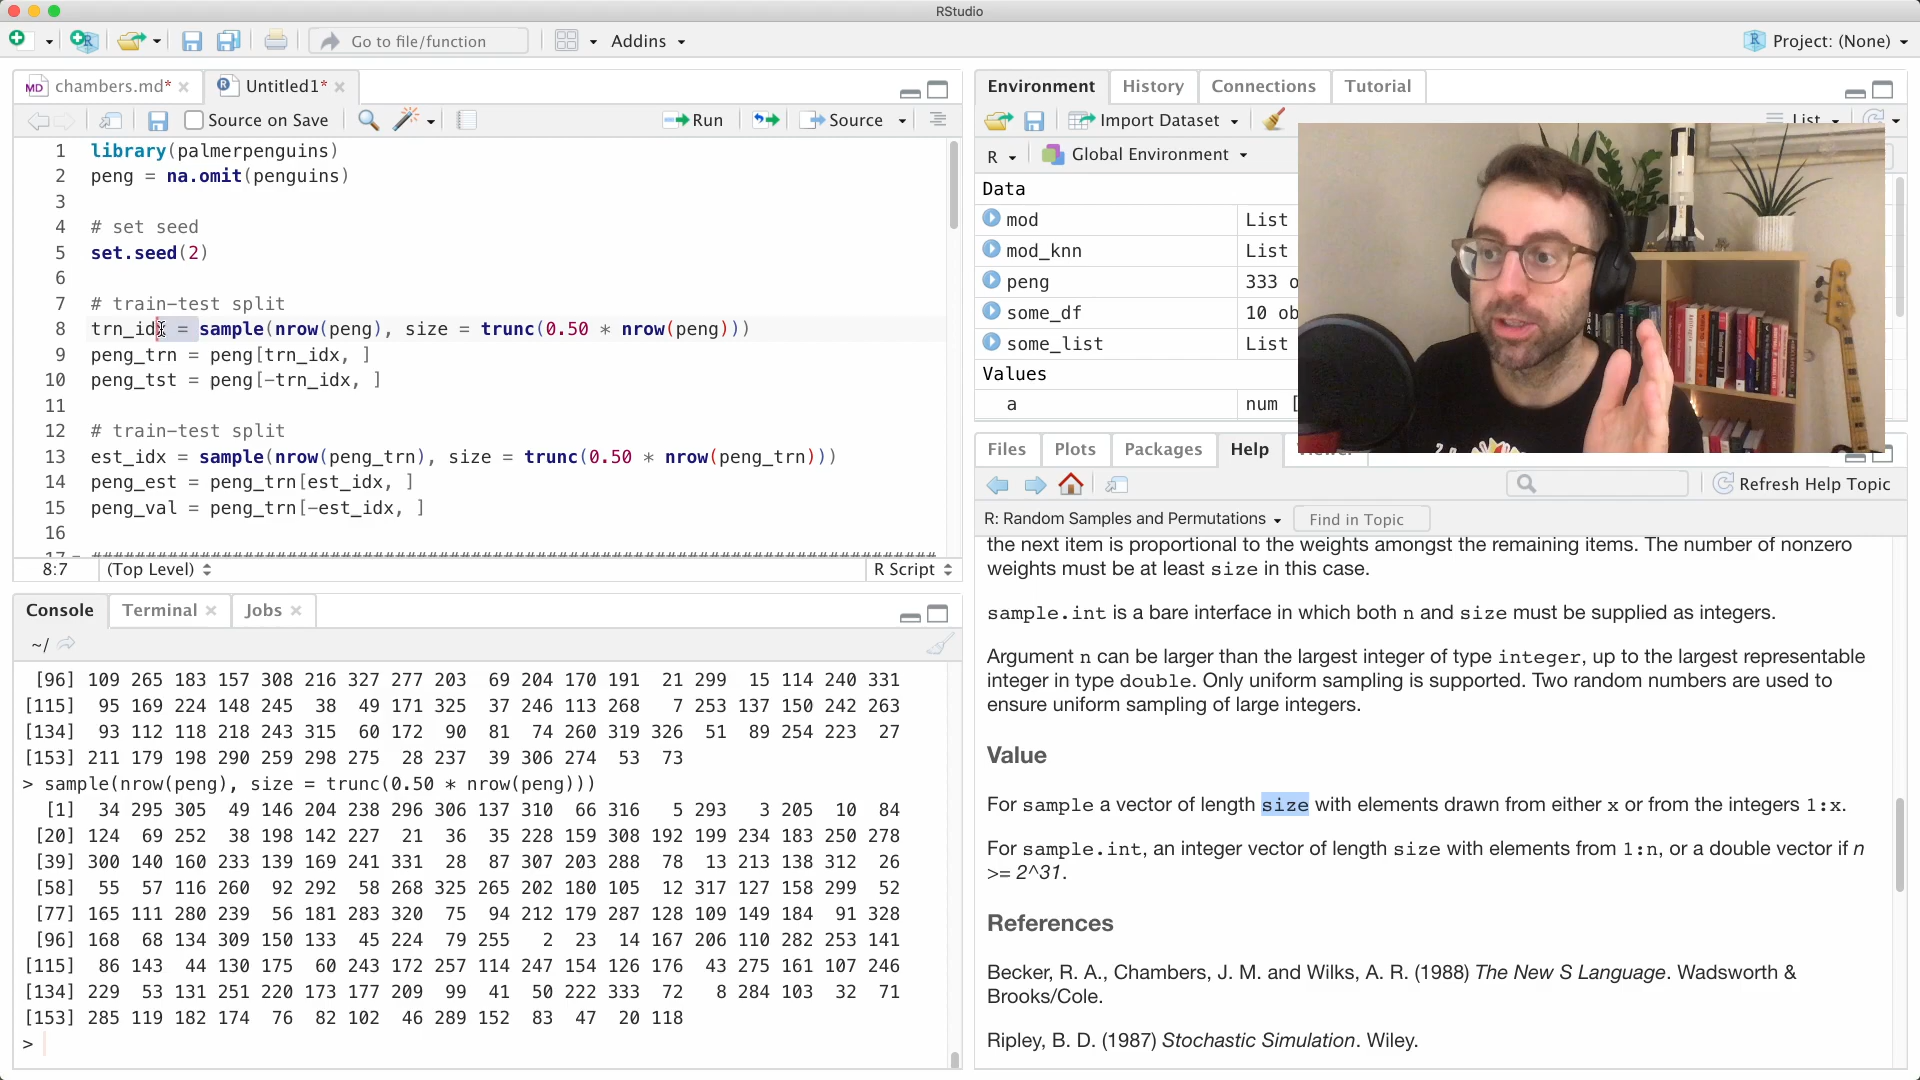 RStudio
Go to file/function
Addins
Project: (None)
chambers.md*
Untitled1*
Source on Save
Run
Source
1 library(palmerpenguins)
2 peng = na.omit(penguins)
3
4 # set seed
5 set.seed(2)
6
7 # train-test split
8 trn_idx = sample(nrow(peng), size = trunc(0.50 * nrow(peng)))
9 peng_trn = peng[trn_idx, ]
10 peng_tst = peng[-trn_idx, ]
11
12 # train-test split
13 est_idx = sample(nrow(peng_trn), size = trunc(0.50 * nrow(peng_trn)))
14 peng_est = peng_trn[est_idx, ]
15 peng_val = peng_trn[-est_idx, ]
16
8:7 (Top Level)
R Script
Console
Terminal
Jobs
~/
[96] 109 265 183 157 308 216 327 277 203 69 204 170 191 21 299 15 114 240 331
[115] 95 169 224 148 245 38 49 171 325 37 246 113 268 7 253 137 150 242 263
[134] 93 112 118 218 243 315 60 172 90 81 74 260 319 326 51 89 254 223 27
[153] 211 179 198 290 259 298 275 28 237 39 306 274 53 73
> sample(nrow(peng), size = trunc(0.50 * nrow(peng)))
[1] 34 295 305 49 146 204 238 296 306 137 310 66 316 5 293 3 205 10 84
[20] 124 69 252 38 198 142 227 21 36 35 228 159 308 192 199 234 183 250 278
[39] 300 140 160 233 139 169 241 331 28 87 307 203 288 78 13 213 138 312 26
[58] 55 57 116 260 92 292 58 268 325 265 202 180 105 12 317 127 158 299 52
[77] 165 111 280 239 56 181 283 320 75 94 212 179 287 128 109 149 184 91 328
[96] 168 68 134 309 150 133 45 224 79 255 2 23 14 167 206 110 282 253 141
[115] 86 143 44 130 175 60 243 172 257 114 247 154 126 176 43 275 161 107 246
[134] 229 53 131 251 220 173 177 209 99 41 50 222 333 72 8 284 103 32 71
[153] 285 119 182 174 76 82 102 46 289 152 83 47 20 118
>
Environment
History
Connections
Tutorial
Import Dataset
List
R
Global Environment
Data
mod List
mod_knn List
peng 333 o
some_df 10 ob
some_list List
Values
a num [
Files
Plots
Packages
Help
Refresh Help Topic
R: Random Samples and Permutations
Find in Topic
the next item is proportional to the weights amongst the remaining items. The number of nonzero
weights must be at least size in this case.
sample.int is a bare interface in which both n and size must be supplied as integers.
Argument n can be larger than the largest integer of type integer, up to the largest representable
integer in type double. Only uniform sampling is supported. Two random numbers are used to
ensure uniform sampling of large integers.
Value
For sample a vector of length size with elements drawn from either x or from the integers 1:x.
For sample.int, an integer vector of length size with elements from 1:n, or a double vector if n
>= 2^31.
References
Becker, R. A., Chambers, J. M. and Wilks, A. R. (1988) The New S Language. Wadsworth &
Brooks/Cole.
Ripley, B. D. (1987) Stochastic Simulation. Wiley.